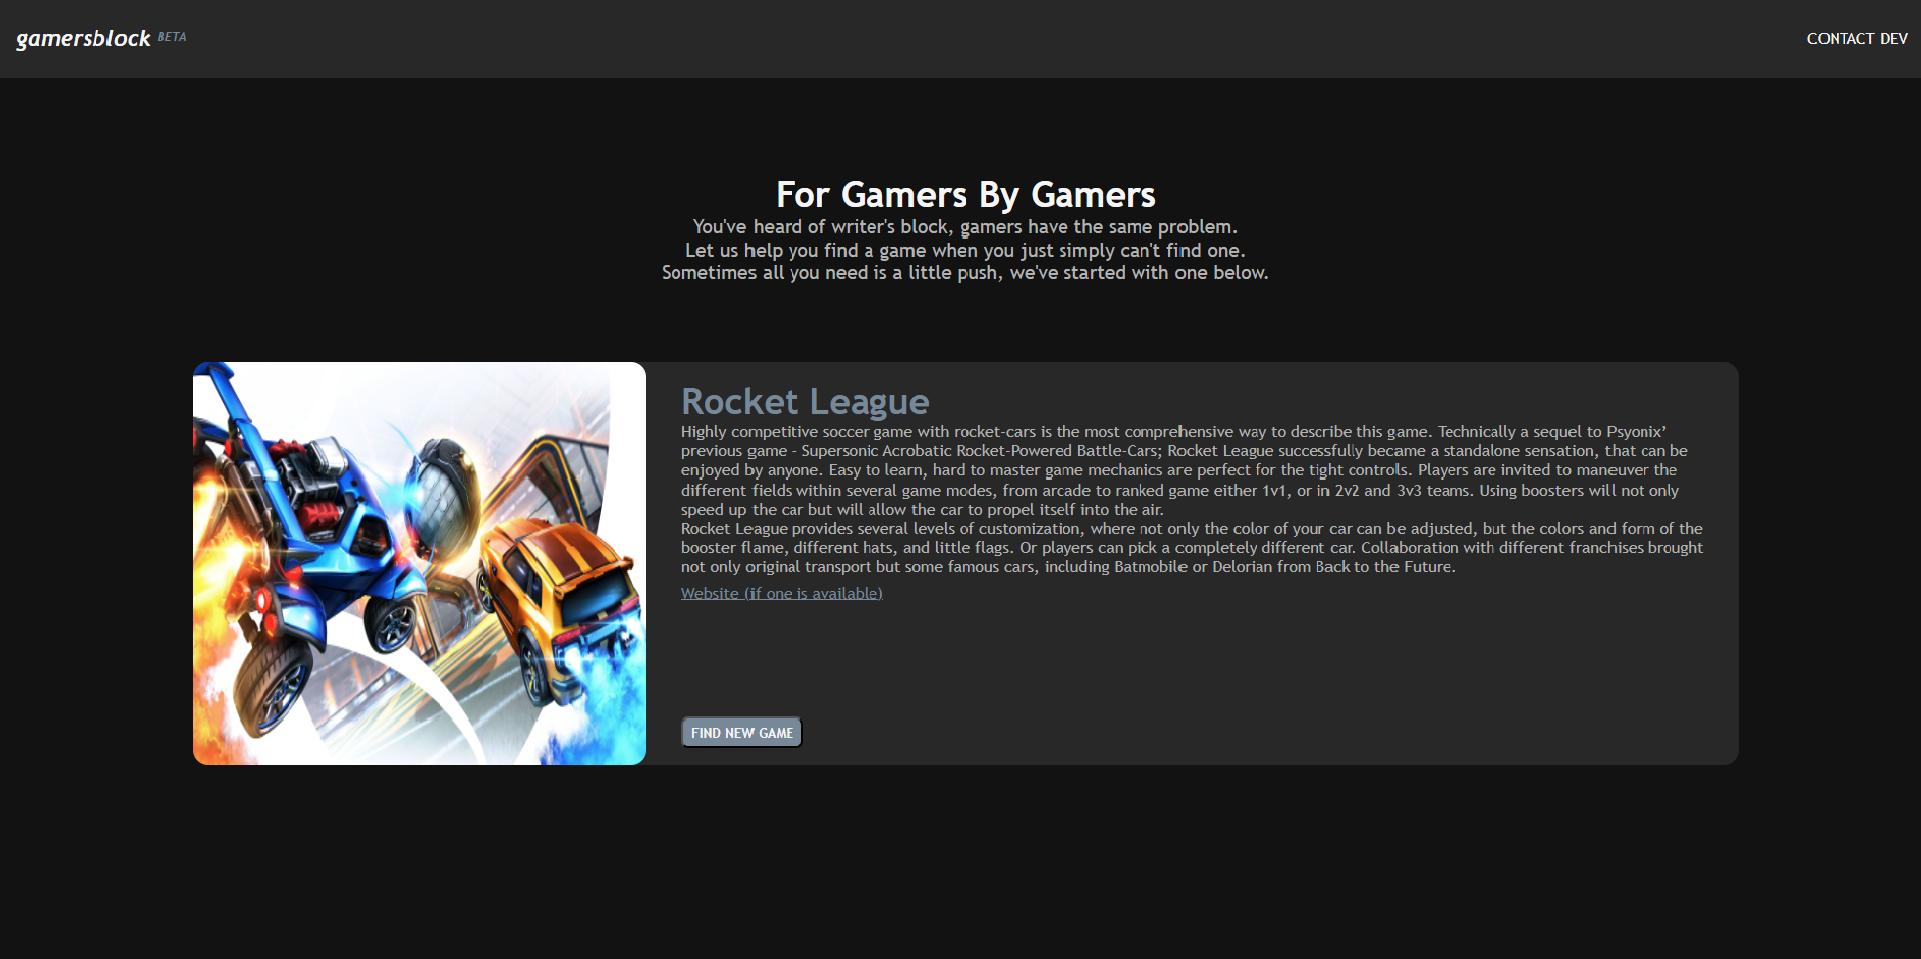 gamersblock BETA
CONTACT DEV
For Gamers By Gamers
You've heard of writer's block, gamers have the same problem.
Let us help you find a game when you just simply can't find one.
Sometimes all you need is a little push, we've started with one below.
Rocket League
Highly competitive soccer game with rocket-cars is the most comprehensive way to describe this game. Technically a sequel to Psyonix’
previous game - Supersonic Acrobatic Rocket-Powered Battle-Cars; Rocket League successfully became a standalone sensation, that can be
enjoyed by anyone. Easy to learn, hard to master game mechanics are perfect for the tight controls. Players are invited to maneuver the
different fields within several game modes, from arcade to ranked game either 1v1, or in 2v2 and 3v3 teams. Using boosters will not only
speed up the car but will allow the car to propel itself into the air.
Rocket League provides several levels of customization, where not only the color of your car can be adjusted, but the colors and form of the
booster flame, different hats, and little flags. Or players can pick a completely different car. Collaboration with different franchises brought
not only original transport but some famous cars, including Batmobile or Delorian from Back to the Future.
Website (if one is available)
FIND NEW GAME